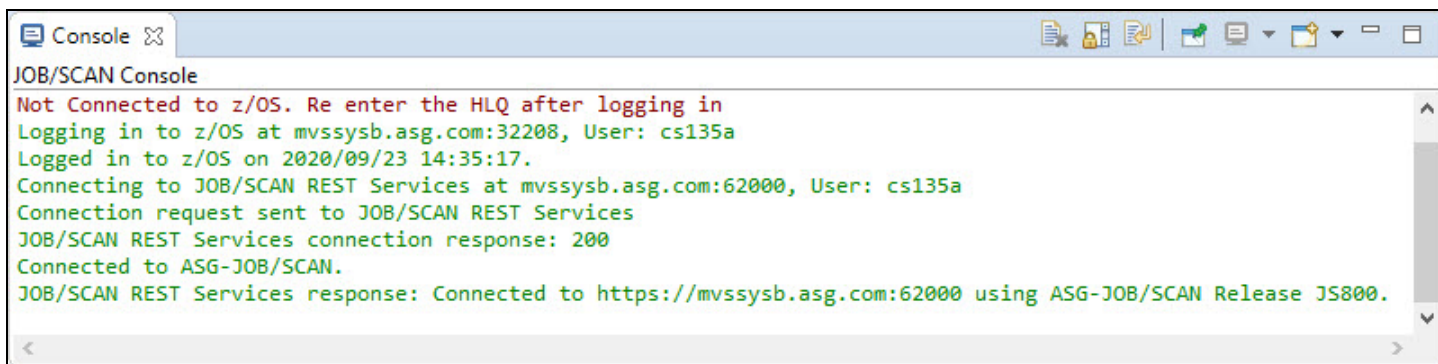 Console
JOB/SCAN Console
Not Connected to z/OS. Re enter the HLQ after logging in
Logging in to z/OS at mvssysb.asg.com:32208, User: cs135a
Logged in to z/OS on 2020/09/23 14:35:17.
Connecting to JOB/SCAN REST Services at mvssysb.asg.com:62000, User: cs135a
Connection request sent to JOB/SCAN REST Services
JOB/SCAN REST Services connection response: 200
Connected to ASG-JOB/SCAN.
JOB/SCAN REST Services response: Connected to https://mvssysb.asg.com:62000 using ASG-JOB/SCAN Release JS800.